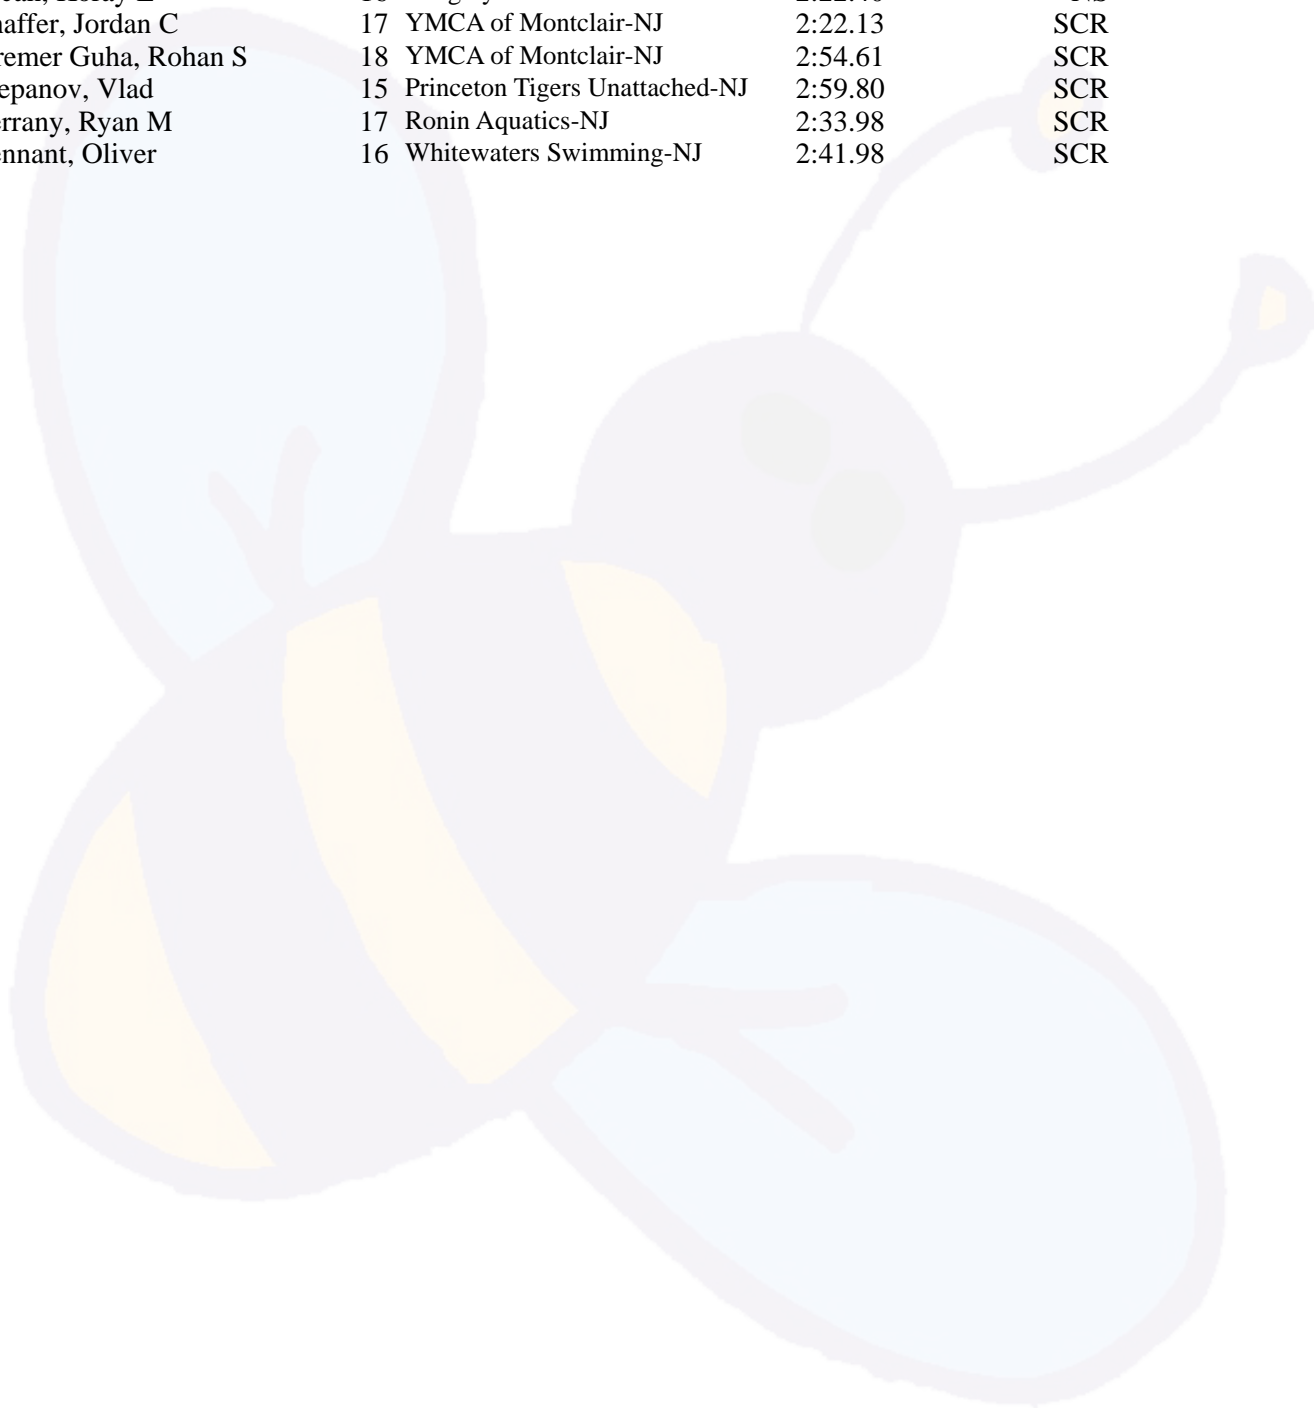 haffer, Jordan C 17 YMCA of Montclair-NJ 2:22.13 SCR
remer Guha, Rohan S 18 YMCA of Montclair-NJ 2:54.61 SCR
epanov, Vlad 15 Princeton Tigers Unattached-NJ 2:59.80 SCR
errany, Ryan M 17 Ronin Aquatics-NJ 2:33.98 SCR
ennant, Oliver 16 Whitewaters Swimming-NJ 2:41.98 SCR